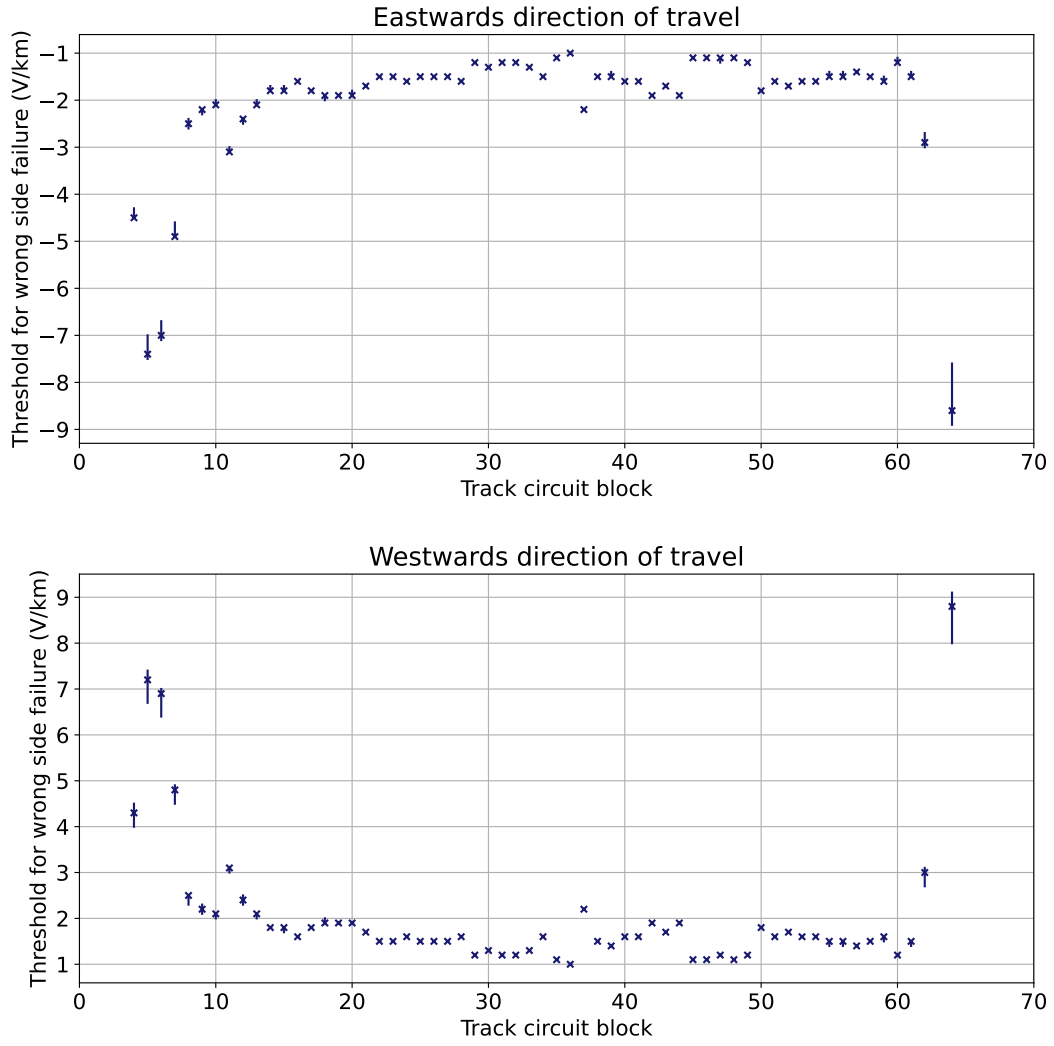 Eastwards direction of travel
Threshold for wrong side failure (V/km)
−1
−2
−3
−4
−5
−6
−7
−8
−9
0 10 20 30 40 50 60 70
Track circuit block
Westwards direction of travel
Threshold for wrong side failure (V/km)
9
8
7
6
5
4
3
2
1
0 10 20 30 40 50 60 70
Track circuit block